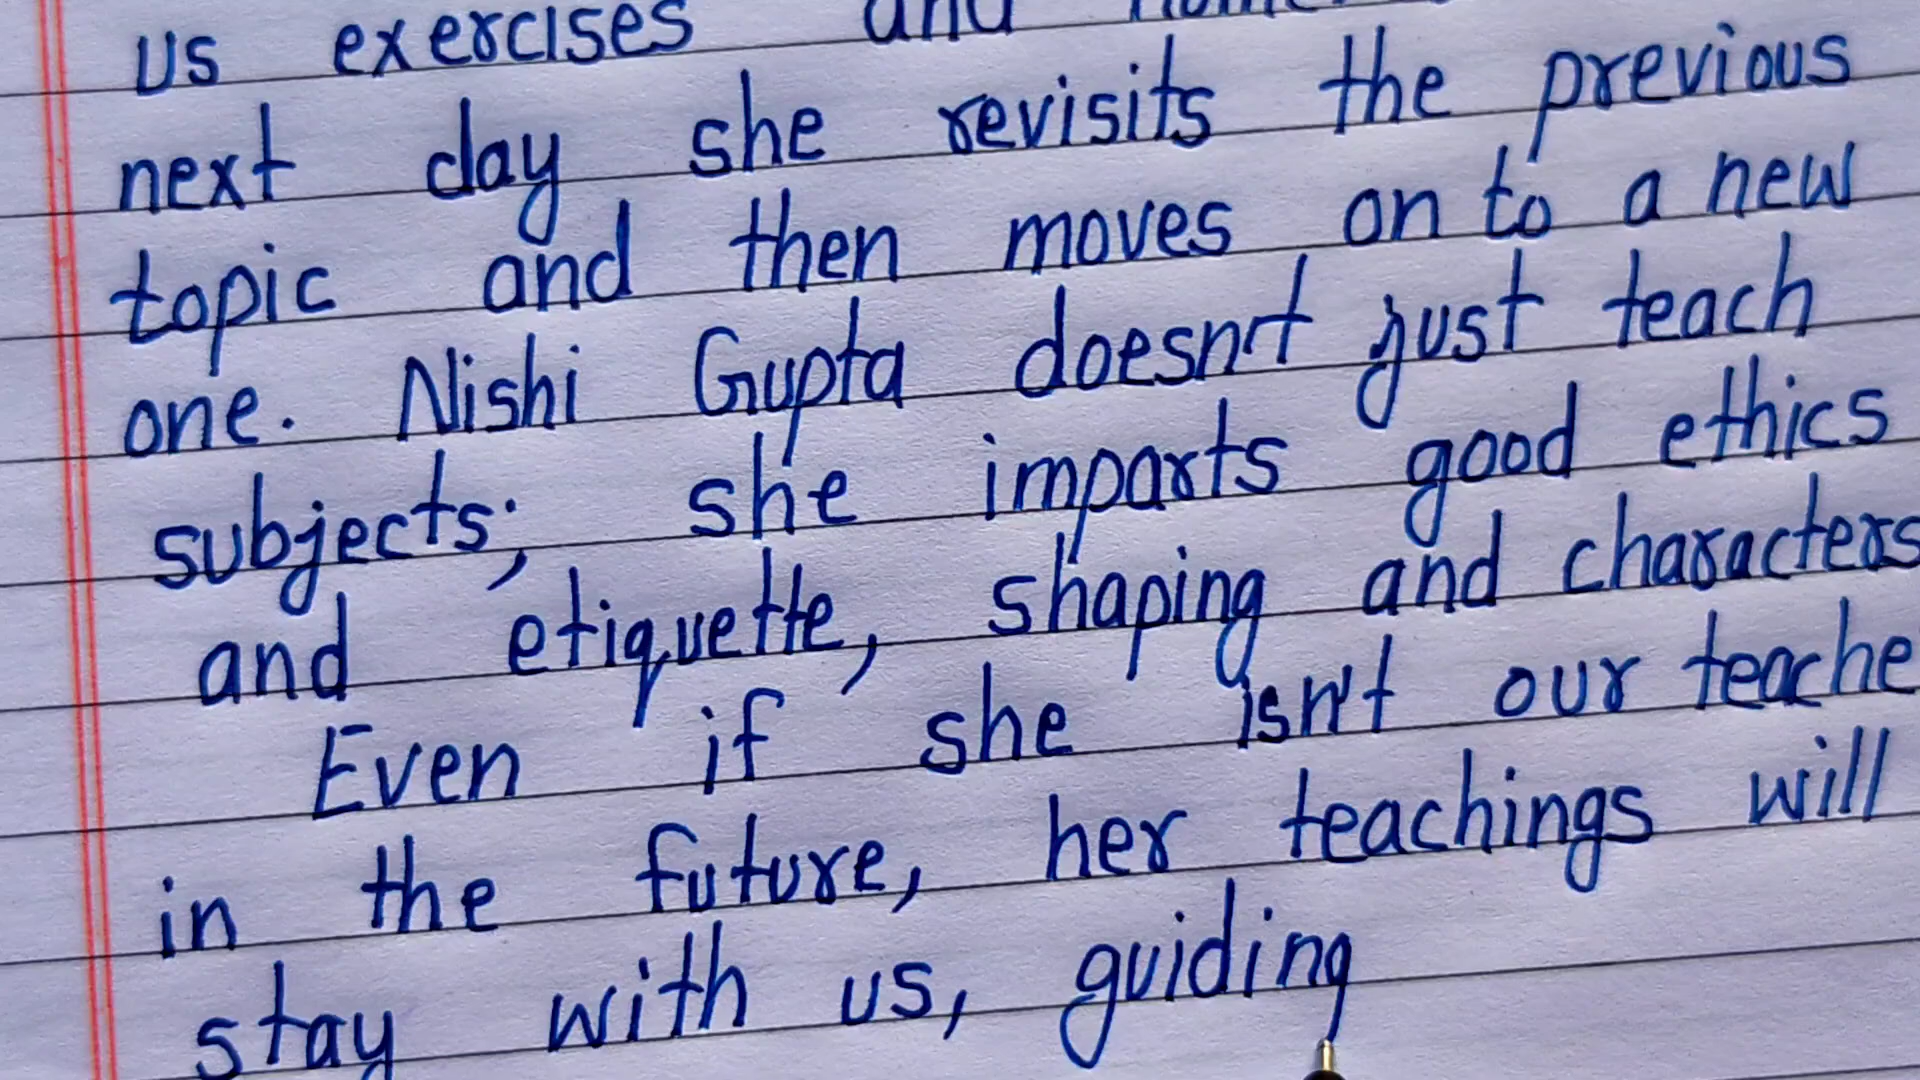 us exercises and
next day she revisits the previous
topic and then moves on to a new
one. Nishi Gupta doesn't just teach
subjects; she imparts good ethics
and etiquette, shaping and characters
Even if she isn't our teache
in the future, her teachings will
stay with us, guiding